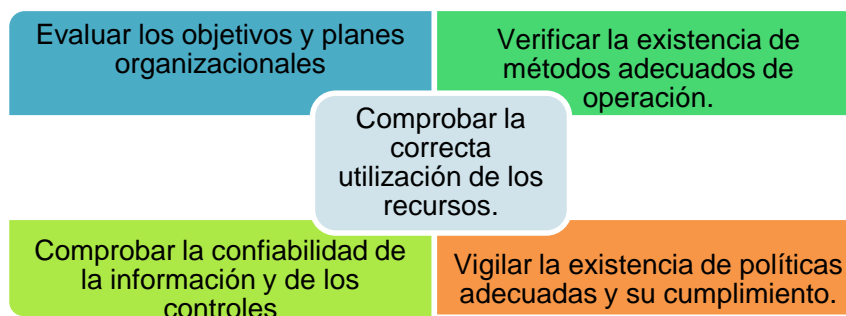 Evaluar los objetivos y planes
organizacionales
Verificar la existencia de
métodos adecuados de
operación.
Comprobar la
correcta
utilización de los
recursos.
Comprobar la confiabilidad de
la información y de los
controles
Vigilar la existencia de políticas
adecuadas y su cumplimiento.